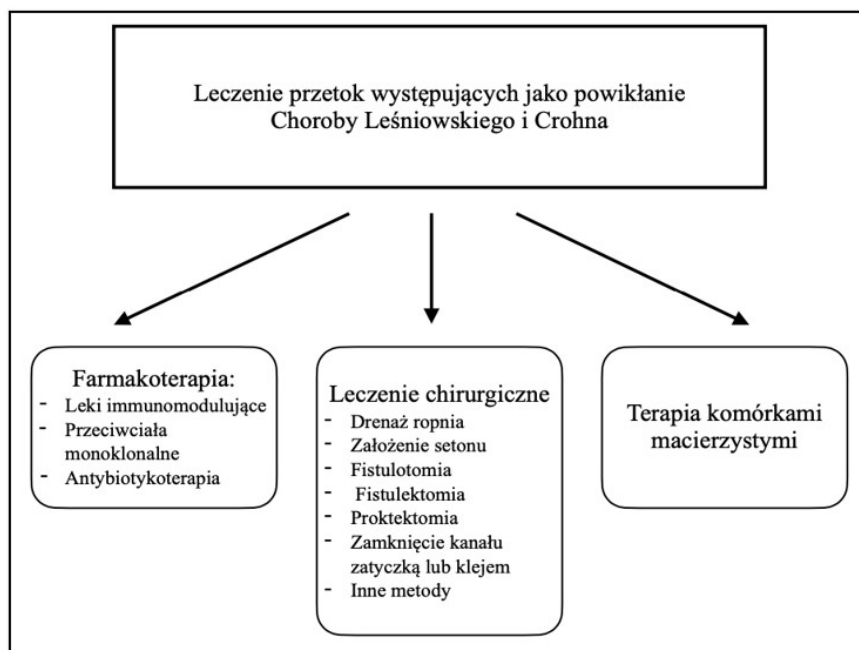 Leczenie przetok występujących jako powikłanie
Choroby Leśniowskiego i Crohna
Farmakoterapia:
- Leki immunomodulujące
- Przeciwciała
monoklonalne
- Antybiotykoterapia
Leczenie chirurgiczne
- Drenaż ropnia
- Założenie setonu
- Fistulotomia
- Fistulektomia
- Proktektomia
- Zamknięcie kanału
zatyczką lub klejem
- Inne metody
Terapia komórkami
macierzystymi